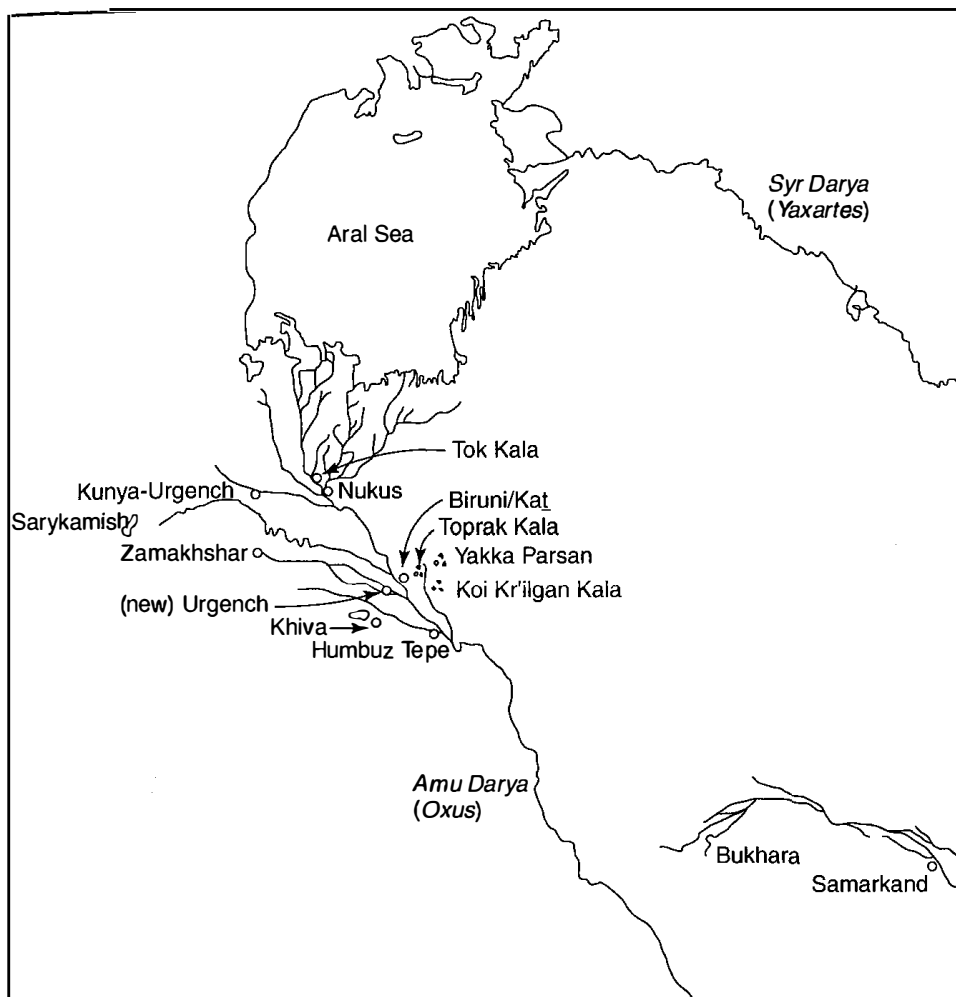 Syr Darya
(Yaxartes)
Aral Sea
Tok Kala
Kunya-Urgench
Nukus
Biruni/Kaṯ
Sarykamish
Toprak Kala
Zamakhshar
Yakka Parsan
Koi Kr'ilgan Kala
(new) Urgench
Khiva
Humbuz Tepe
Amu Darya
(Oxus)
Bukhara
Samarkand